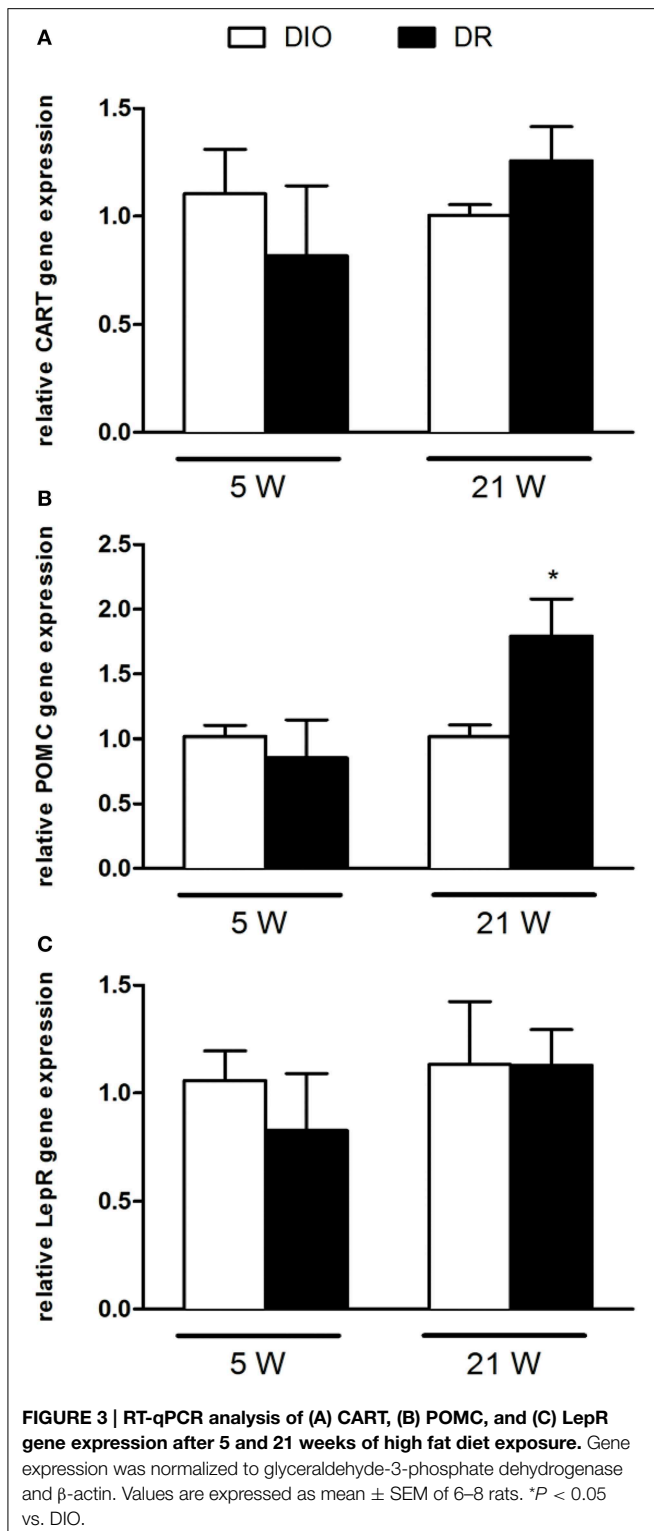 A
DIO DR
relative CART gene expression
1.5
1.0
0.5
0.0
5 W 21 W
B
relative POMC gene expression
2.5
2.0
1.5
1.0
0.5
0.0
*
5 W 21 W
C
relative LepR gene expression
1.5
1.0
0.5
0.0
5 W 21 W
FIGURE 3 | RT-qPCR analysis of (A) CART, (B) POMC, and (C) LepR
gene expression after 5 and 21 weeks of high fat diet exposure. Gene
expression was normalized to glyceraldehyde-3-phosphate dehydrogenase
and β-actin. Values are expressed as mean ± SEM of 6–8 rats. *P < 0.05
vs. DIO.